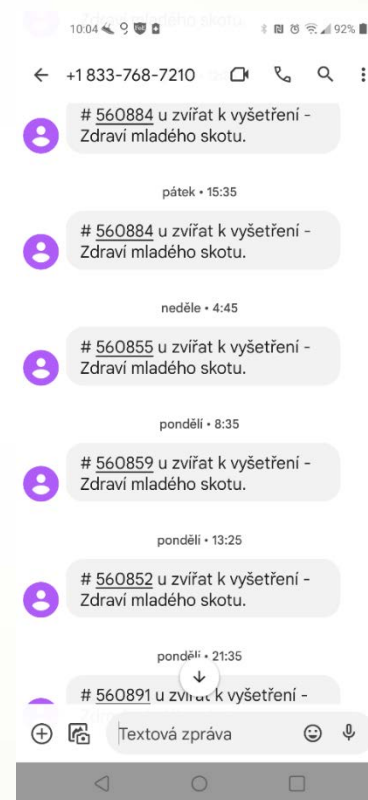 10:04
92%
+1 833-768-7210
# 560884 u zvířat k vyšetření -
Zdraví mladého skotu.
pátek • 15:35
# 560884 u zvířat k vyšetření -
Zdraví mladého skotu.
neděle • 4:45
# 560855 u zvířat k vyšetření -
Zdraví mladého skotu.
pondělí • 8:35
# 560859 u zvířat k vyšetření -
Zdraví mladého skotu.
pondělí • 13:25
# 560852 u zvířat k vyšetření -
Zdraví mladého skotu.
pondělí • 21:35
# 560891 u zvířat k vyšetření -
Textová zpráva